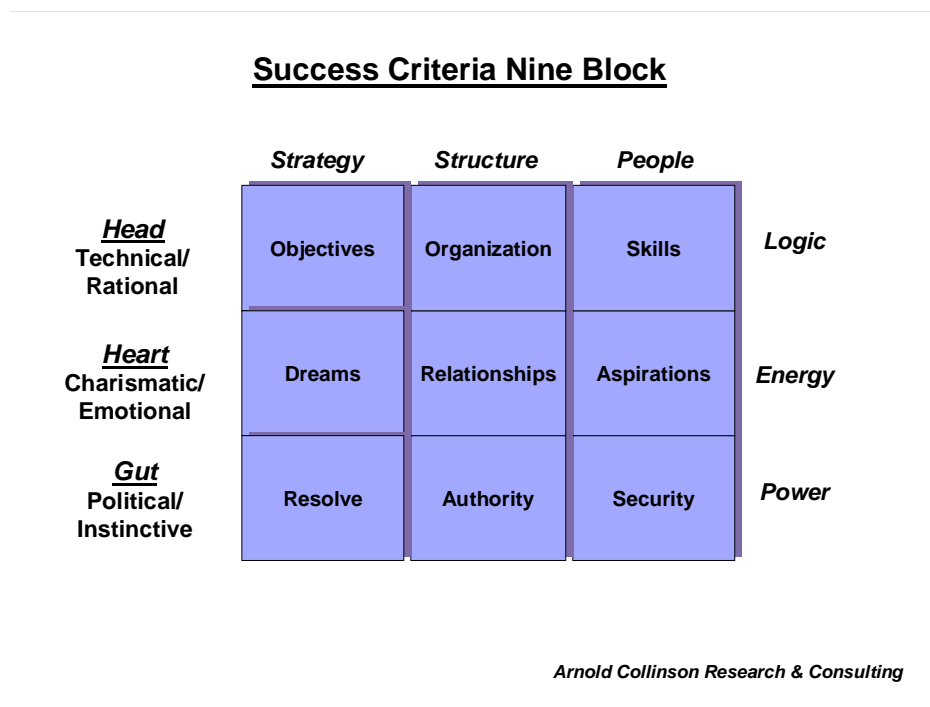 Success Criteria Nine Block
Strategy Structure People
Head
Technical/
Rational
Objectives Organization Skills
Logic
Heart
Charismatic/
Emotional
Dreams Relationships Aspirations
Energy
Gut
Political/
Instinctive
Resolve Authority Security
Power
Arnold Collinson Research & Consulting